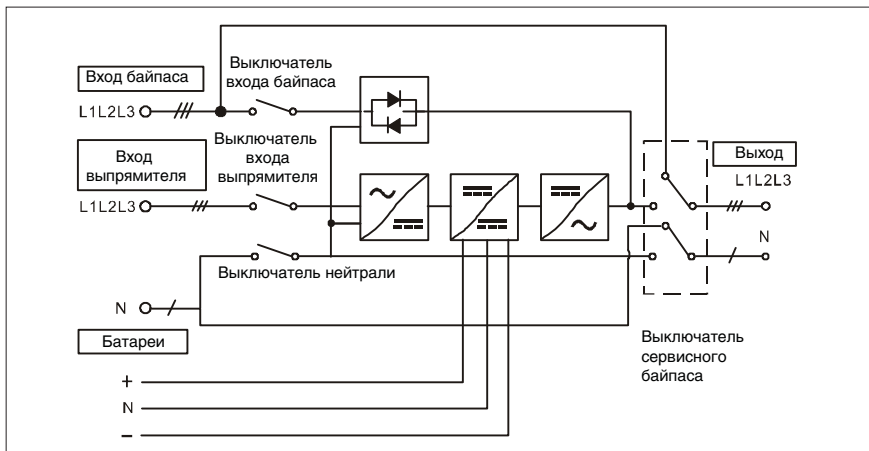 Вход байпаса
Выключатель
входа байпаса
L1L2L3
Вход
выпрямителя
Выключатель
входа
выпрямителя
Выход
L1L2L3
L1L2L3
N
Выключатель нейтрали
N
Батареи
Выключатель
сервисного
байпаса
+
N
−